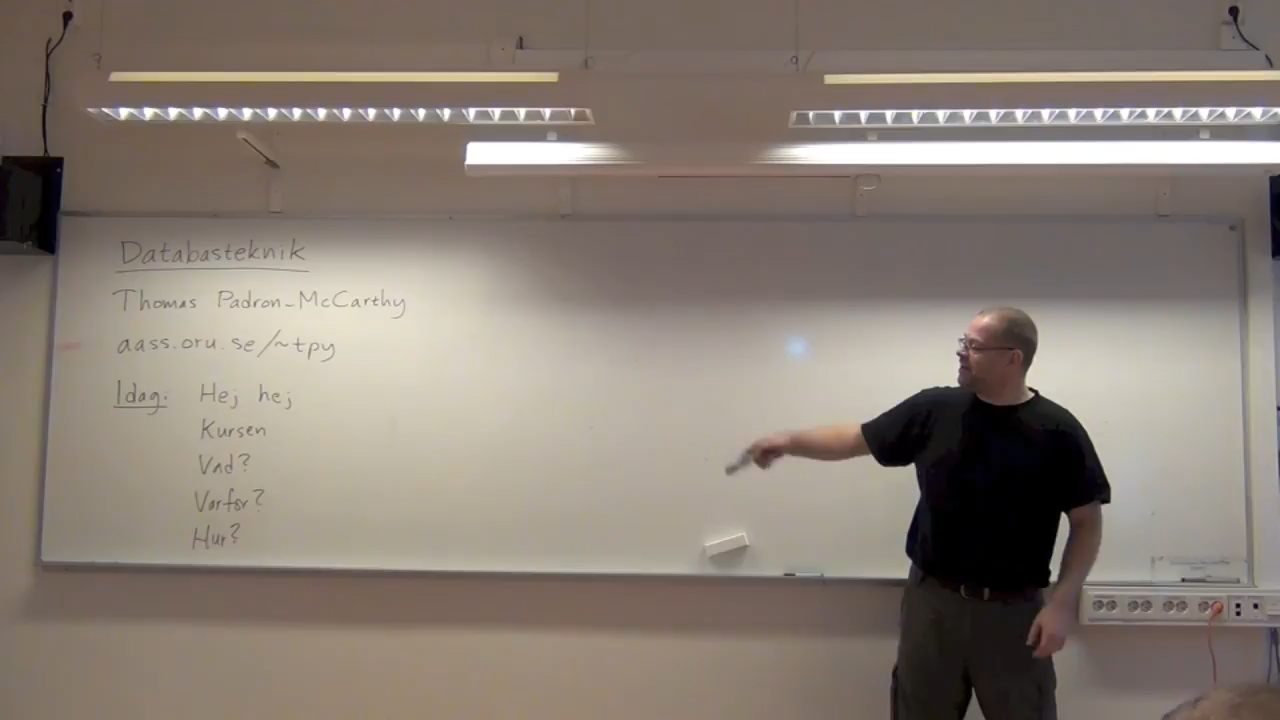 Databasteknik
Thomas Padron-McCarthy
aass.oru.se/~tpy
Idag: Hej hej
Kursen
Vad?
Varför?
Hur?